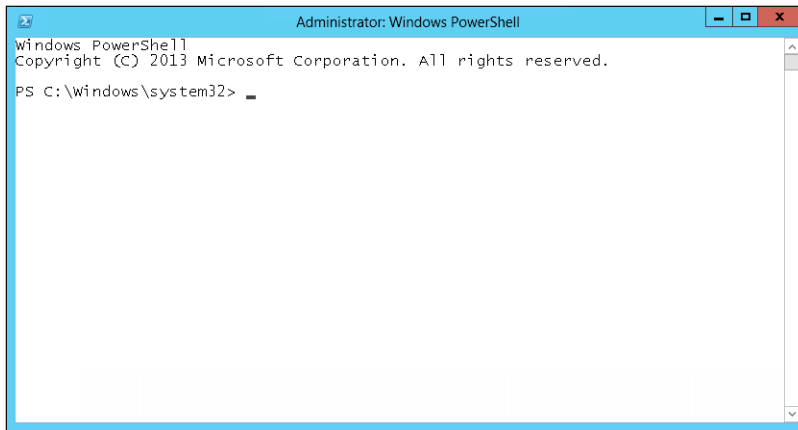 Administrator: Windows PowerShell
Windows PowerShell
Copyright (C) 2013 Microsoft Corporation. All rights reserved.
PS C:\Windows\system32> _